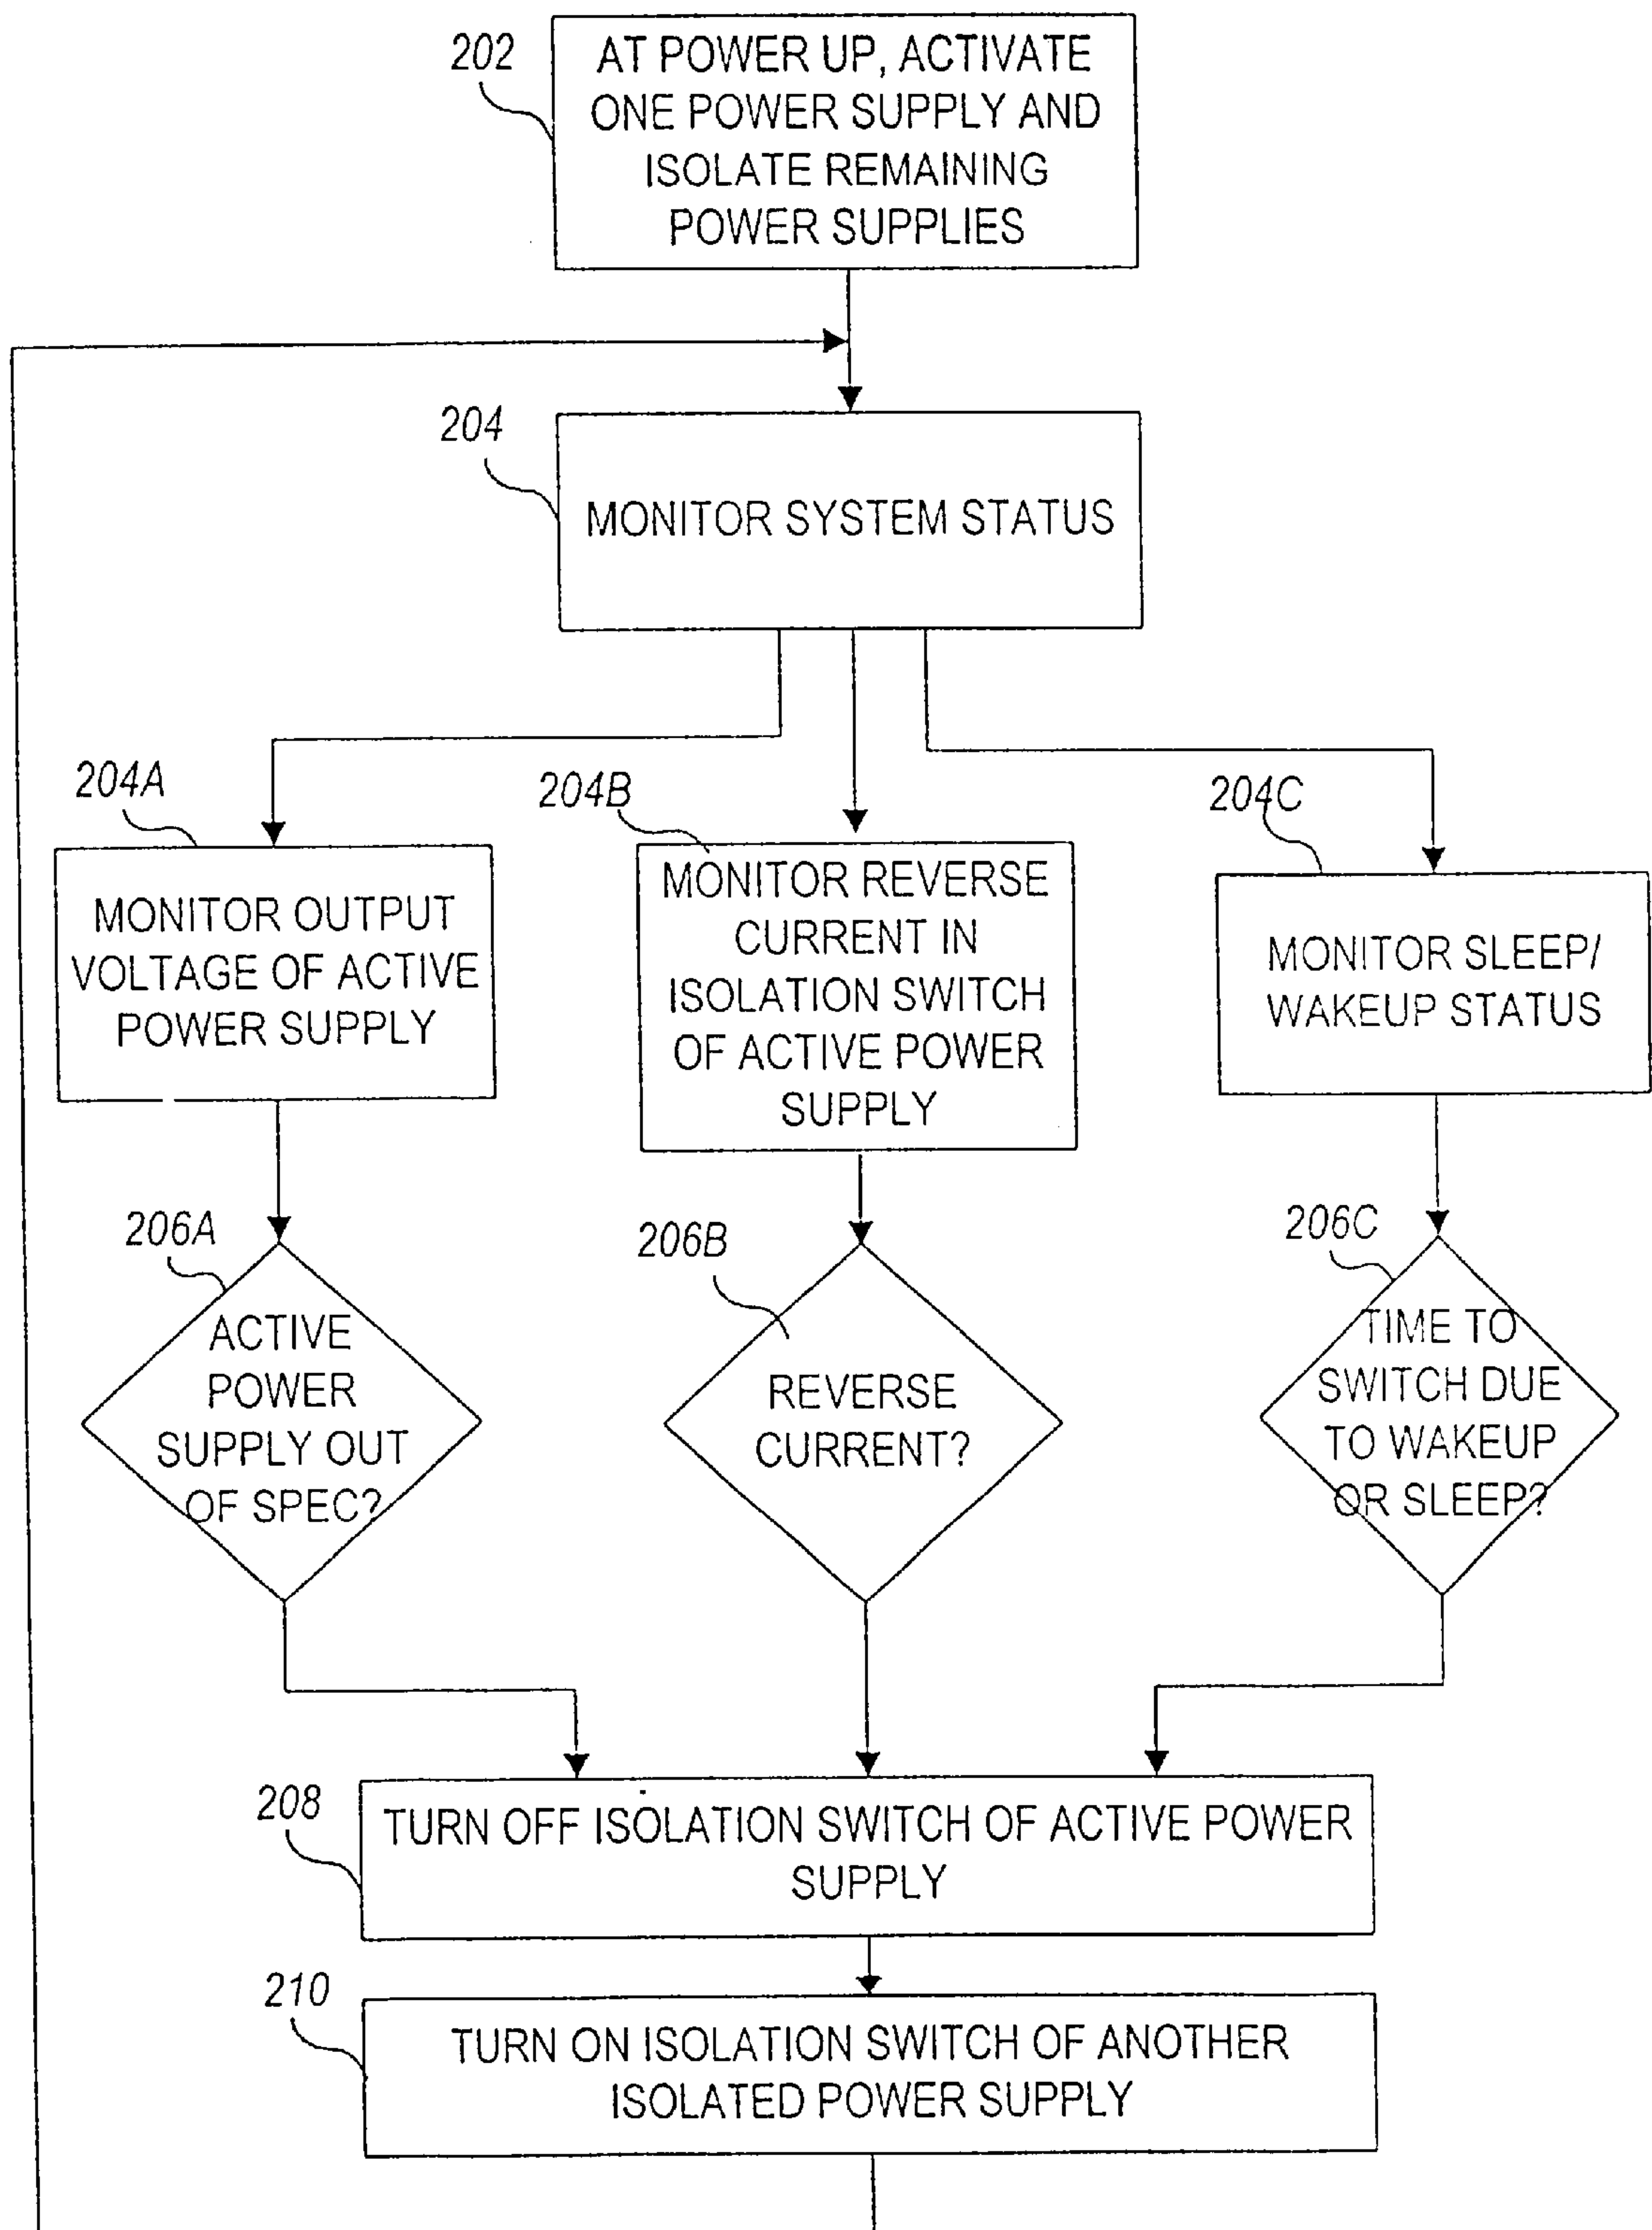 202
AT POWER UP, ACTIVATE
ONE POWER SUPPLY AND
ISOLATE REMAINING
POWER SUPPLIES
204
MONITOR SYSTEM STATUS
204A
MONITOR OUTPUT
VOLTAGE OF ACTIVE
POWER SUPPLY
204B
MONITOR REVERSE
CURRENT IN
ISOLATION SWITCH
OF ACTIVE POWER
SUPPLY
204C
MONITOR SLEEP/
WAKEUP STATUS
206A
ACTIVE
POWER
SUPPLY OUT
OF SPEC?
206B
REVERSE
CURRENT?
206C
TIME TO
SWITCH DUE
TO WAKEUP
OR SLEEP?
208
TURN OFF ISOLATION SWITCH OF ACTIVE POWER
SUPPLY
210
TURN ON ISOLATION SWITCH OF ANOTHER
ISOLATED POWER SUPPLY